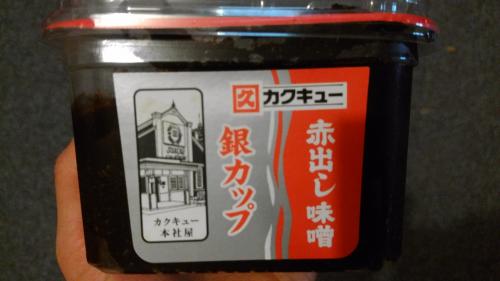 久 カクキュー
赤出し味噌
銀カップ
カクキュー
本社屋